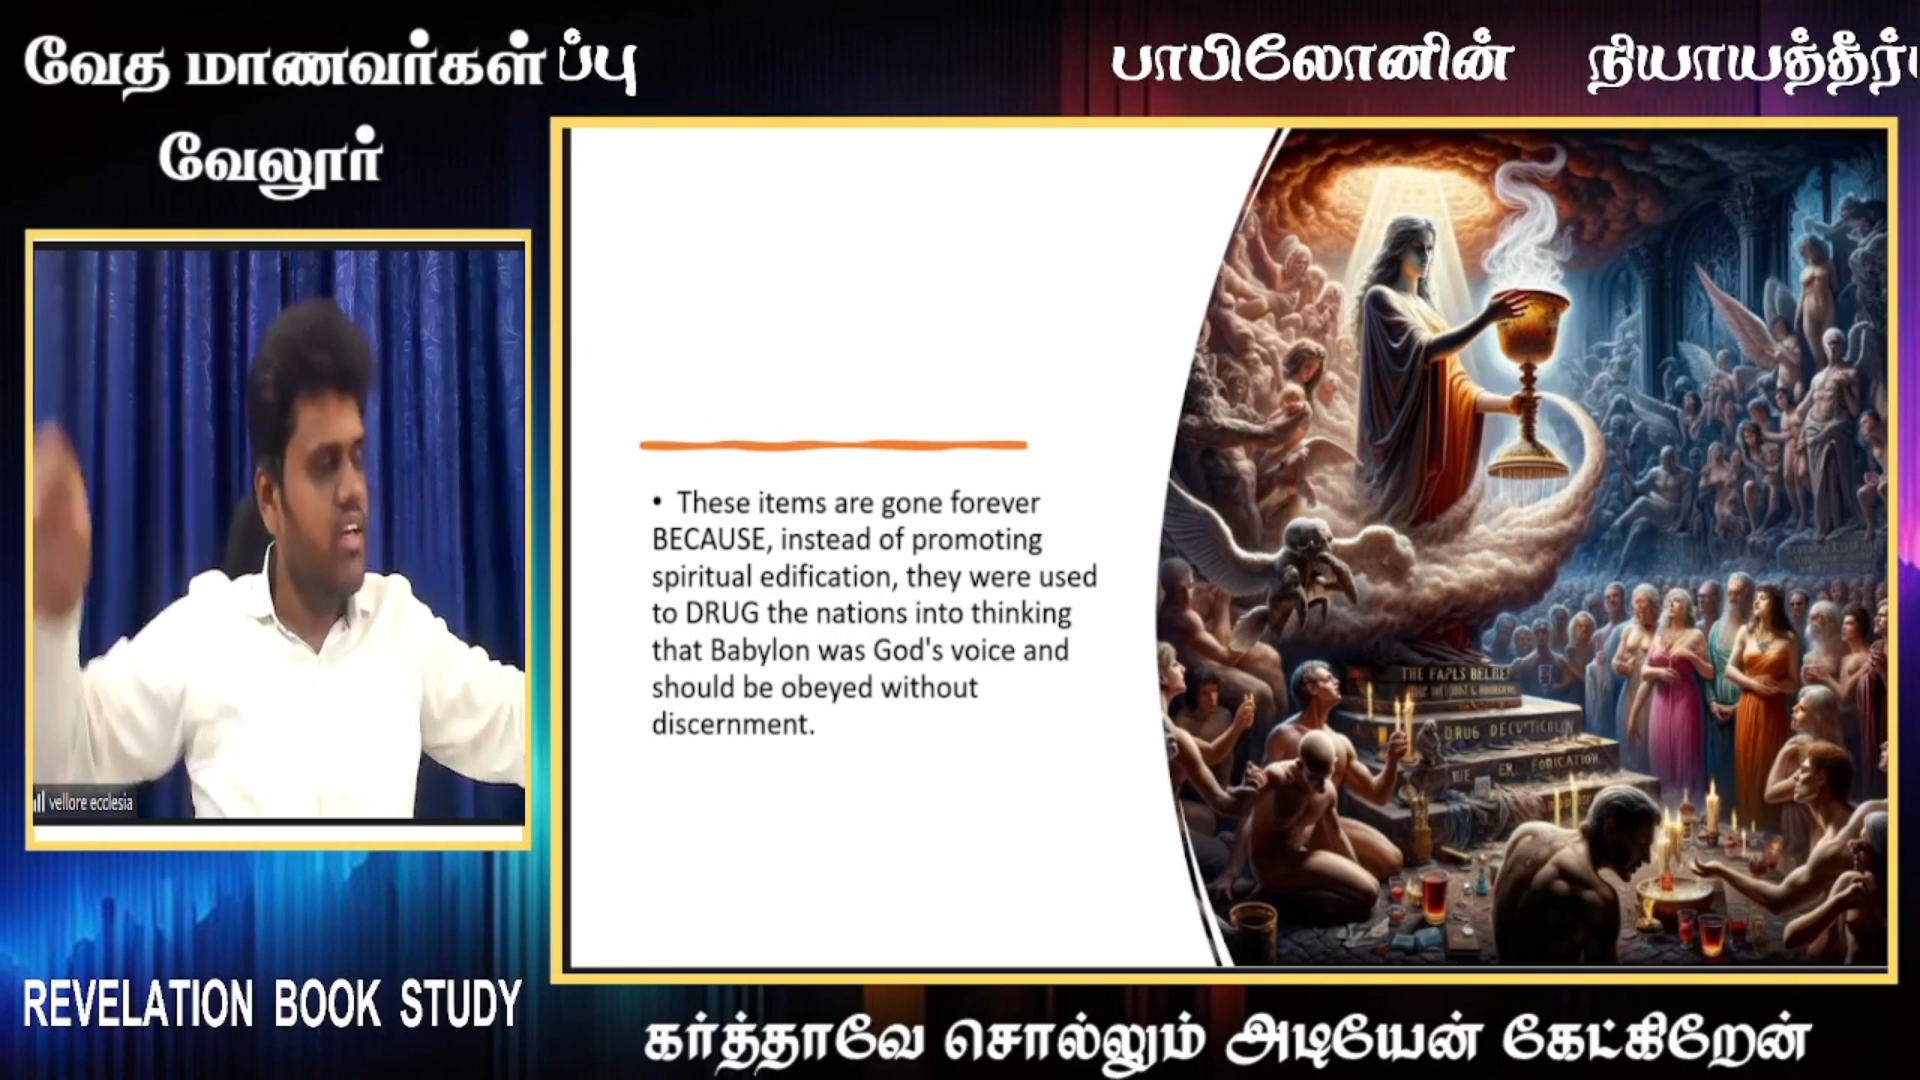 வேத மாணவர்கள் ப்பு
பாபிலோனின் நியாயத்தீர்
வேலூர்
• These items are gone forever
BECAUSE, instead of promoting
spiritual edification, they were used
to DRUG the nations into thinking
that Babylon was God's voice and
should be obeyed without
discernment.
DRUG
vellore ecclesia
REVELATION BOOK STUDY
கர்த்தாவே சொல்லும் அடியேன் கேட்கிறேன்